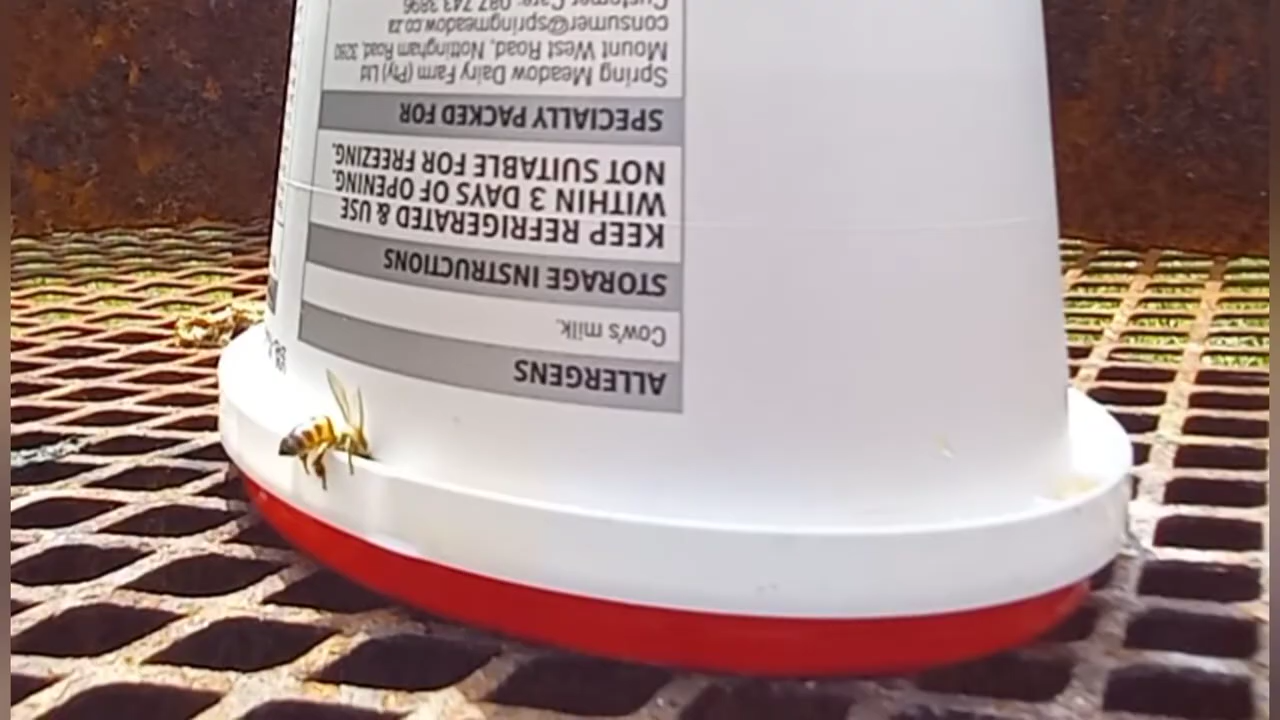 ALLERGENS
Cow's milk.
STORAGE INSTRUCTIONS
KEEP REFRIGERATED & USE
WITHIN 3 DAYS OF OPENING.
NOT SUITABLE FOR FREEZING.
SPECIALLY PACKED FOR
Spring Meadow Dairy Farm (Pty) Ltd
Mount West Road, Nottingham Road, 3280
consumer@springmeadow.co.za
Customer Care: 087 743 3896